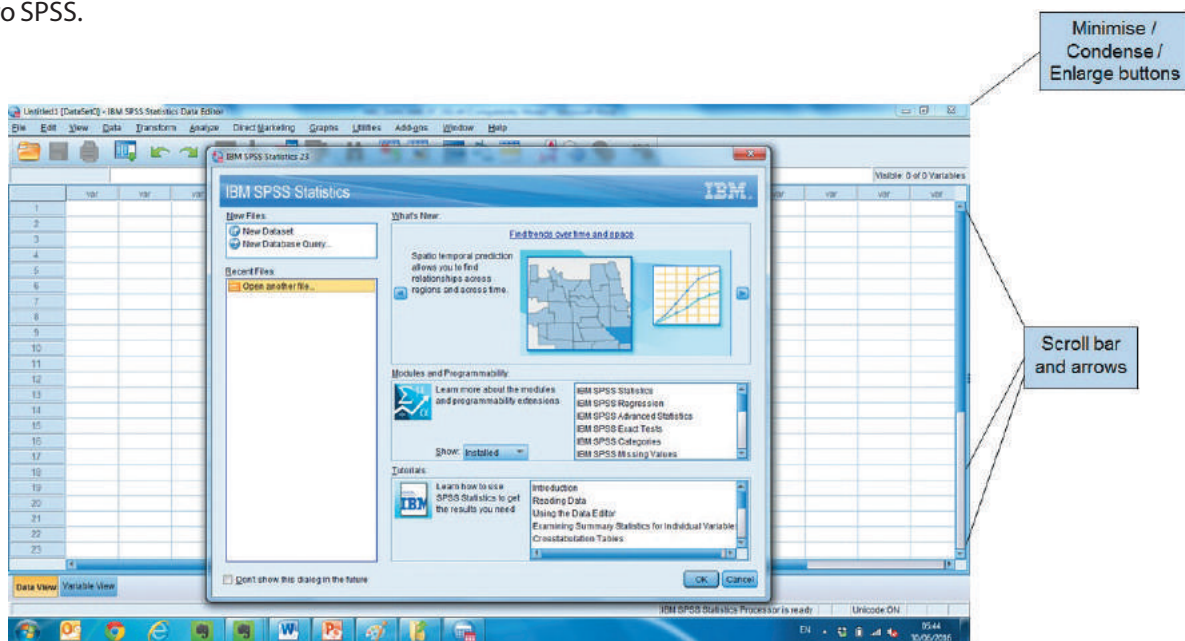 o SPSS.
Minimise /
Condense /
Enlarge buttons
Untitled1 [DataSet0] - IBM SPSS Statistics Data Editor
File Edit View Data Transform Analyze Direct Marketing Graphs Utilities Add-ons Window Help
IBM SPSS Statistics 23
Visible: 0 of 0 Variables
var var var var var var var
IBM SPSS Statistics
IBM.
New Files:
New Dataset
New Database Query...
Recent Files:
Open another file...
What's New:
Find trends over time and space
Spatio temporal prediction
allows you to find
relationships across
regions and across time.
Modules and Programmability:
Learn more about the modules
and programmability extensions
Show: Installed
IBM SPSS Statistics
IBM SPSS Regression
IBM SPSS Advanced Statistics
IBM SPSS Exact Tests
IBM SPSS Categories
IBM SPSS Missing Values
Tutorials:
IBM
Learn how to use
SPSS Statistics to get
the results you need
Introduction
Reading Data
Using the Data Editor
Examining Summary Statistics for Individual Variable
Crosstabulation Tables
Don't show this dialog in the future
OK Cancel
1
2
3
4
5
6
7
8
9
10
11
12
13
14
15
16
17
18
19
20
21
22
23
Scroll bar
and arrows
Data View Variable View
IBM SPSS Statistics Processor is ready Unicode:ON
EN
05:44
10/06/2016